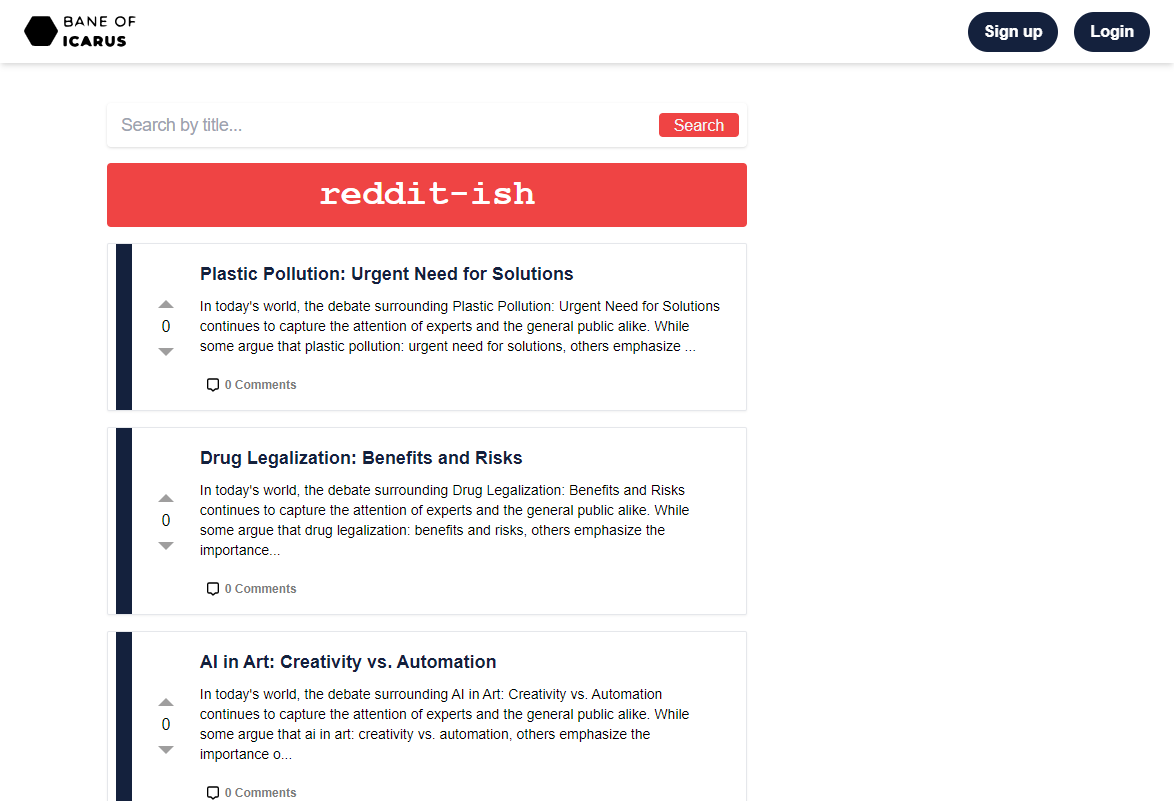 BANE OF
ICARUS
Sign up
Login
Search by title...
Search
reddit-ish
Plastic Pollution: Urgent Need for Solutions
In today's world, the debate surrounding Plastic Pollution: Urgent Need for Solutions
continues to capture the attention of experts and the general public alike. While
some argue that plastic pollution: urgent need for solutions, others emphasize ...
0
0 Comments
Drug Legalization: Benefits and Risks
In today's world, the debate surrounding Drug Legalization: Benefits and Risks
continues to capture the attention of experts and the general public alike. While
some argue that drug legalization: benefits and risks, others emphasize the
importance...
0
0 Comments
AI in Art: Creativity vs. Automation
In today's world, the debate surrounding AI in Art: Creativity vs. Automation
continues to capture the attention of experts and the general public alike. While
some argue that ai in art: creativity vs. automation, others emphasize the
importance o...
0
0 Comments